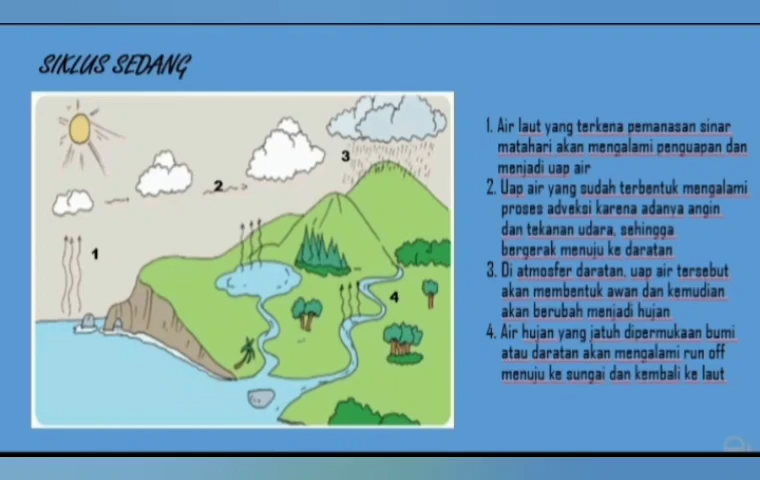 SIKLUS SEDANG
1. Air laut yang terkena pemanasan sinar
matahari akan mengalami penguapan dan
menjadi uap air
2. Uap air yang sudah terbentuk mengalami
proses adveksi karena adanya angin
dan tekanan udara, sehingga
bergerak menuju ke daratan
3. Di atmosfer daratan, uap air tersebut
akan membentuk awan dan kemudian
akan berubah menjadi hujan
4. Air hujan yang jatuh dipermukaan bumi
atau daratan akan mengalami run off
menuju ke sungai dan kembali ke laut
1
2
3
4